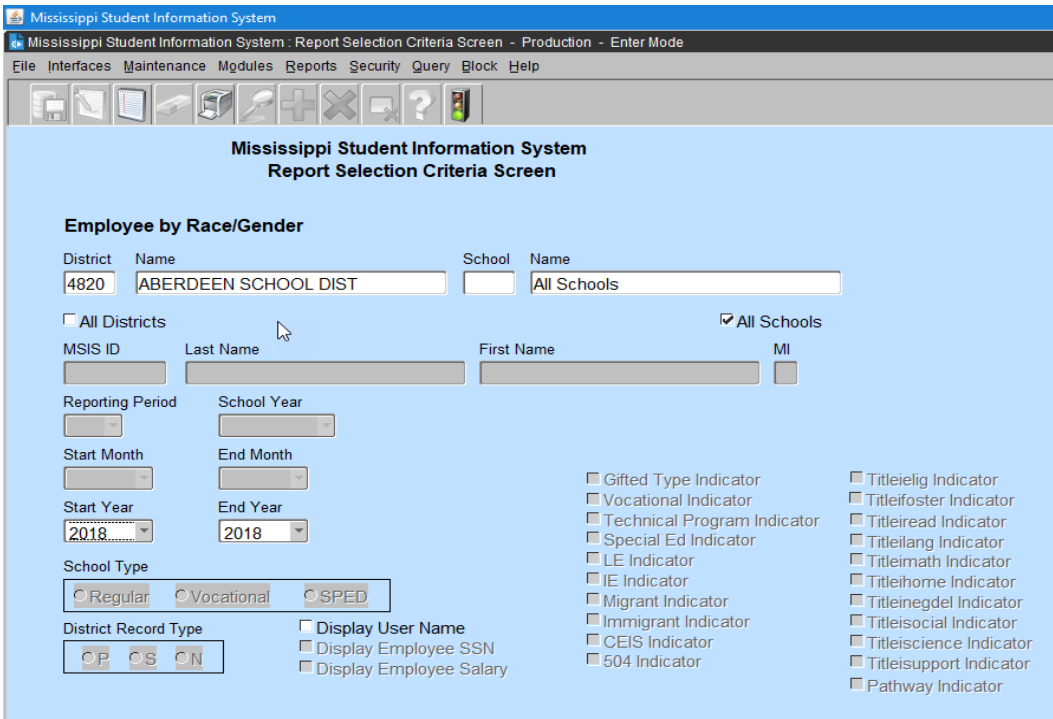 Mississippi Student Information System
Mississippi Student Information System : Report Selection Criteria Screen - Production - Enter Mode
File Interfaces Maintenance Modules Reports Security Query Block Help
Mississippi Student Information System
Report Selection Criteria Screen
Employee by Race/Gender
District Name School Name
4820 ABERDEEN SCHOOL DIST All Schools
All Districts All Schools
MSIS ID Last Name First Name MI
Reporting Period School Year
Start Month End Month
Start Year End Year
2018 2018
School Type
Regular Vocational SPED
District Record Type
P S N
Display User Name
Display Employee SSN
Display Employee Salary
Gifted Type Indicator
Vocational Indicator
Technical Program Indicator
Special Ed Indicator
LE Indicator
IE Indicator
Migrant Indicator
Immigrant Indicator
CEIS Indicator
504 Indicator
Titleielig Indicator
Titleifoster Indicator
Titleiread Indicator
Titleilang Indicator
Titleimath Indicator
Titleihome Indicator
Titleinegdel Indicator
Titleisocial Indicator
Titleiscience Indicator
Titleisupport Indicator
Pathway Indicator